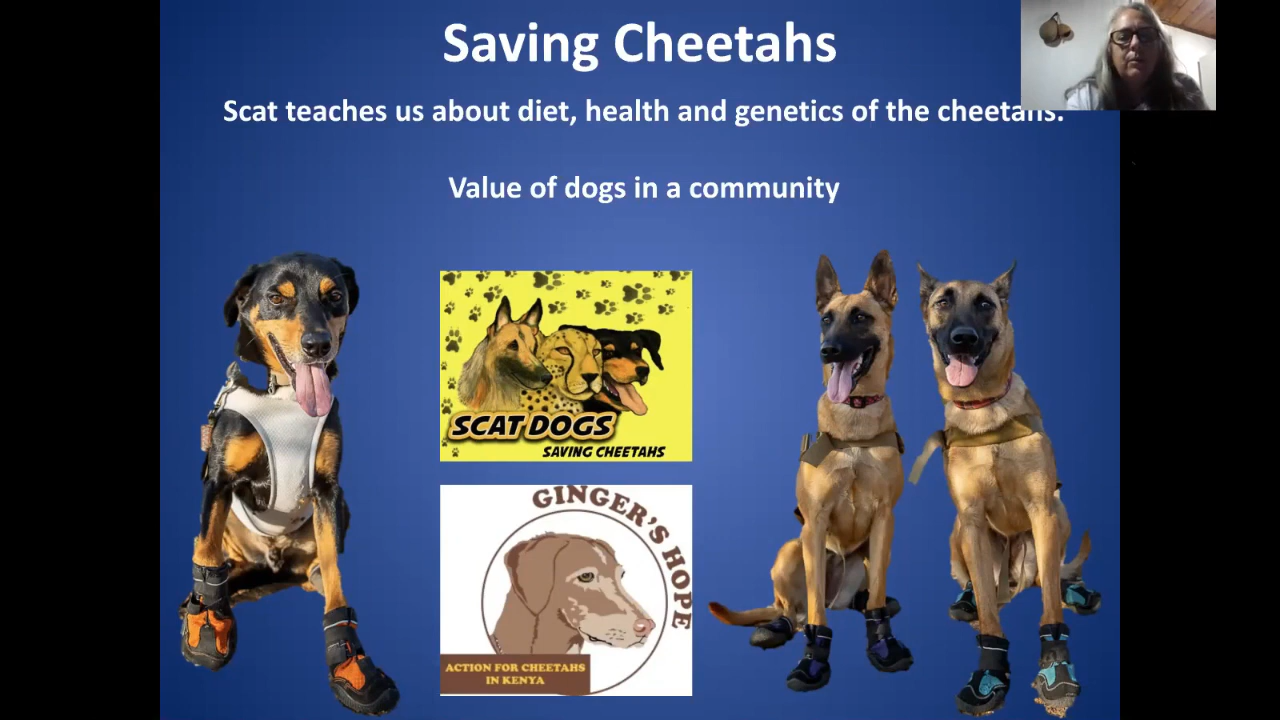 Saving Cheetahs
Scat teaches us about diet, health and genetics of the cheetahs.
Value of dogs in a community
SCAT DOGS
SAVING CHEETAHS
GINGER'S HOPE
ACTION FOR CHEETAHS
IN KENYA